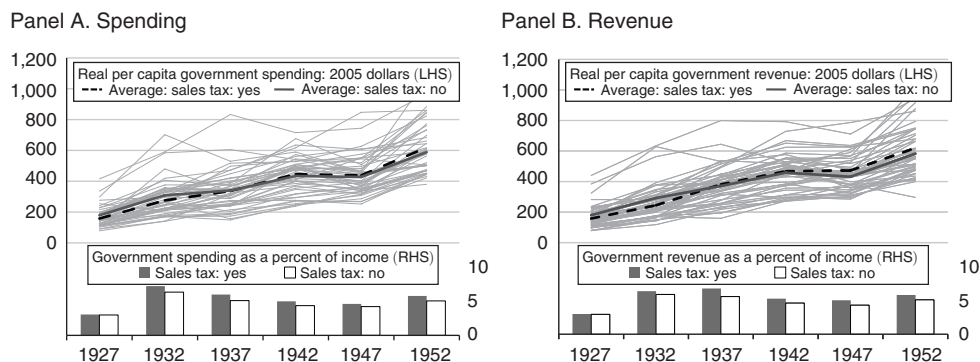 Panel A. Spending
1,200
1,000
800
600
400
200
0
Real per capita government spending: 2005 dollars (LHS)
Average: sales tax: yes Average: sales tax: no
Government spending as a percent of income (RHS)
Sales tax: yes Sales tax: no
10
5
0
1927 1932 1937 1942 1947 1952
Panel B. Revenue
1,200
1,000
800
600
400
200
0
Real per capita government revenue: 2005 dollars (LHS)
Average: sales tax: yes Average: sales tax: no
Government revenue as a percent of income (RHS)
Sales tax: yes Sales tax: no
10
5
0
1927 1932 1937 1942 1947 1952